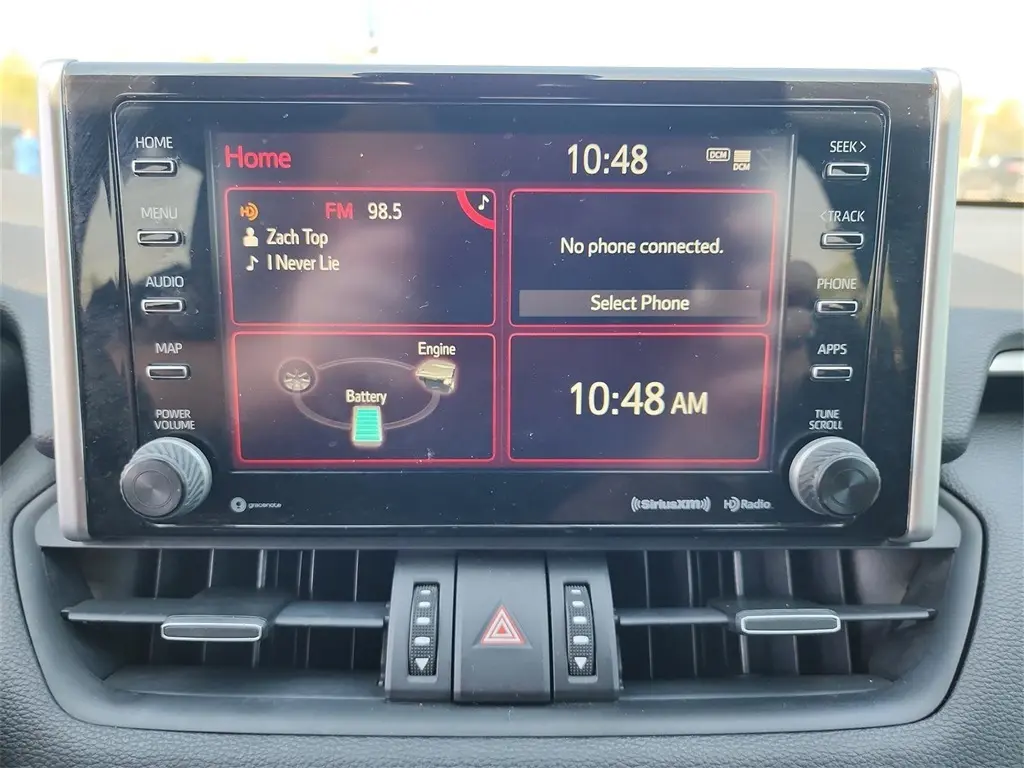 HOME
MENU
AUDIO
MAP
POWER
VOLUME
Home
10:48
DCM
DCM
HD FM 98.5
Zach Top
I Never Lie
No phone connected.
Select Phone
Engine
Battery
10:48 AM
SEEK >
< TRACK
PHONE
APPS
TUNE
SCROLL
gracenote
((SiriusXM))
HD Radio